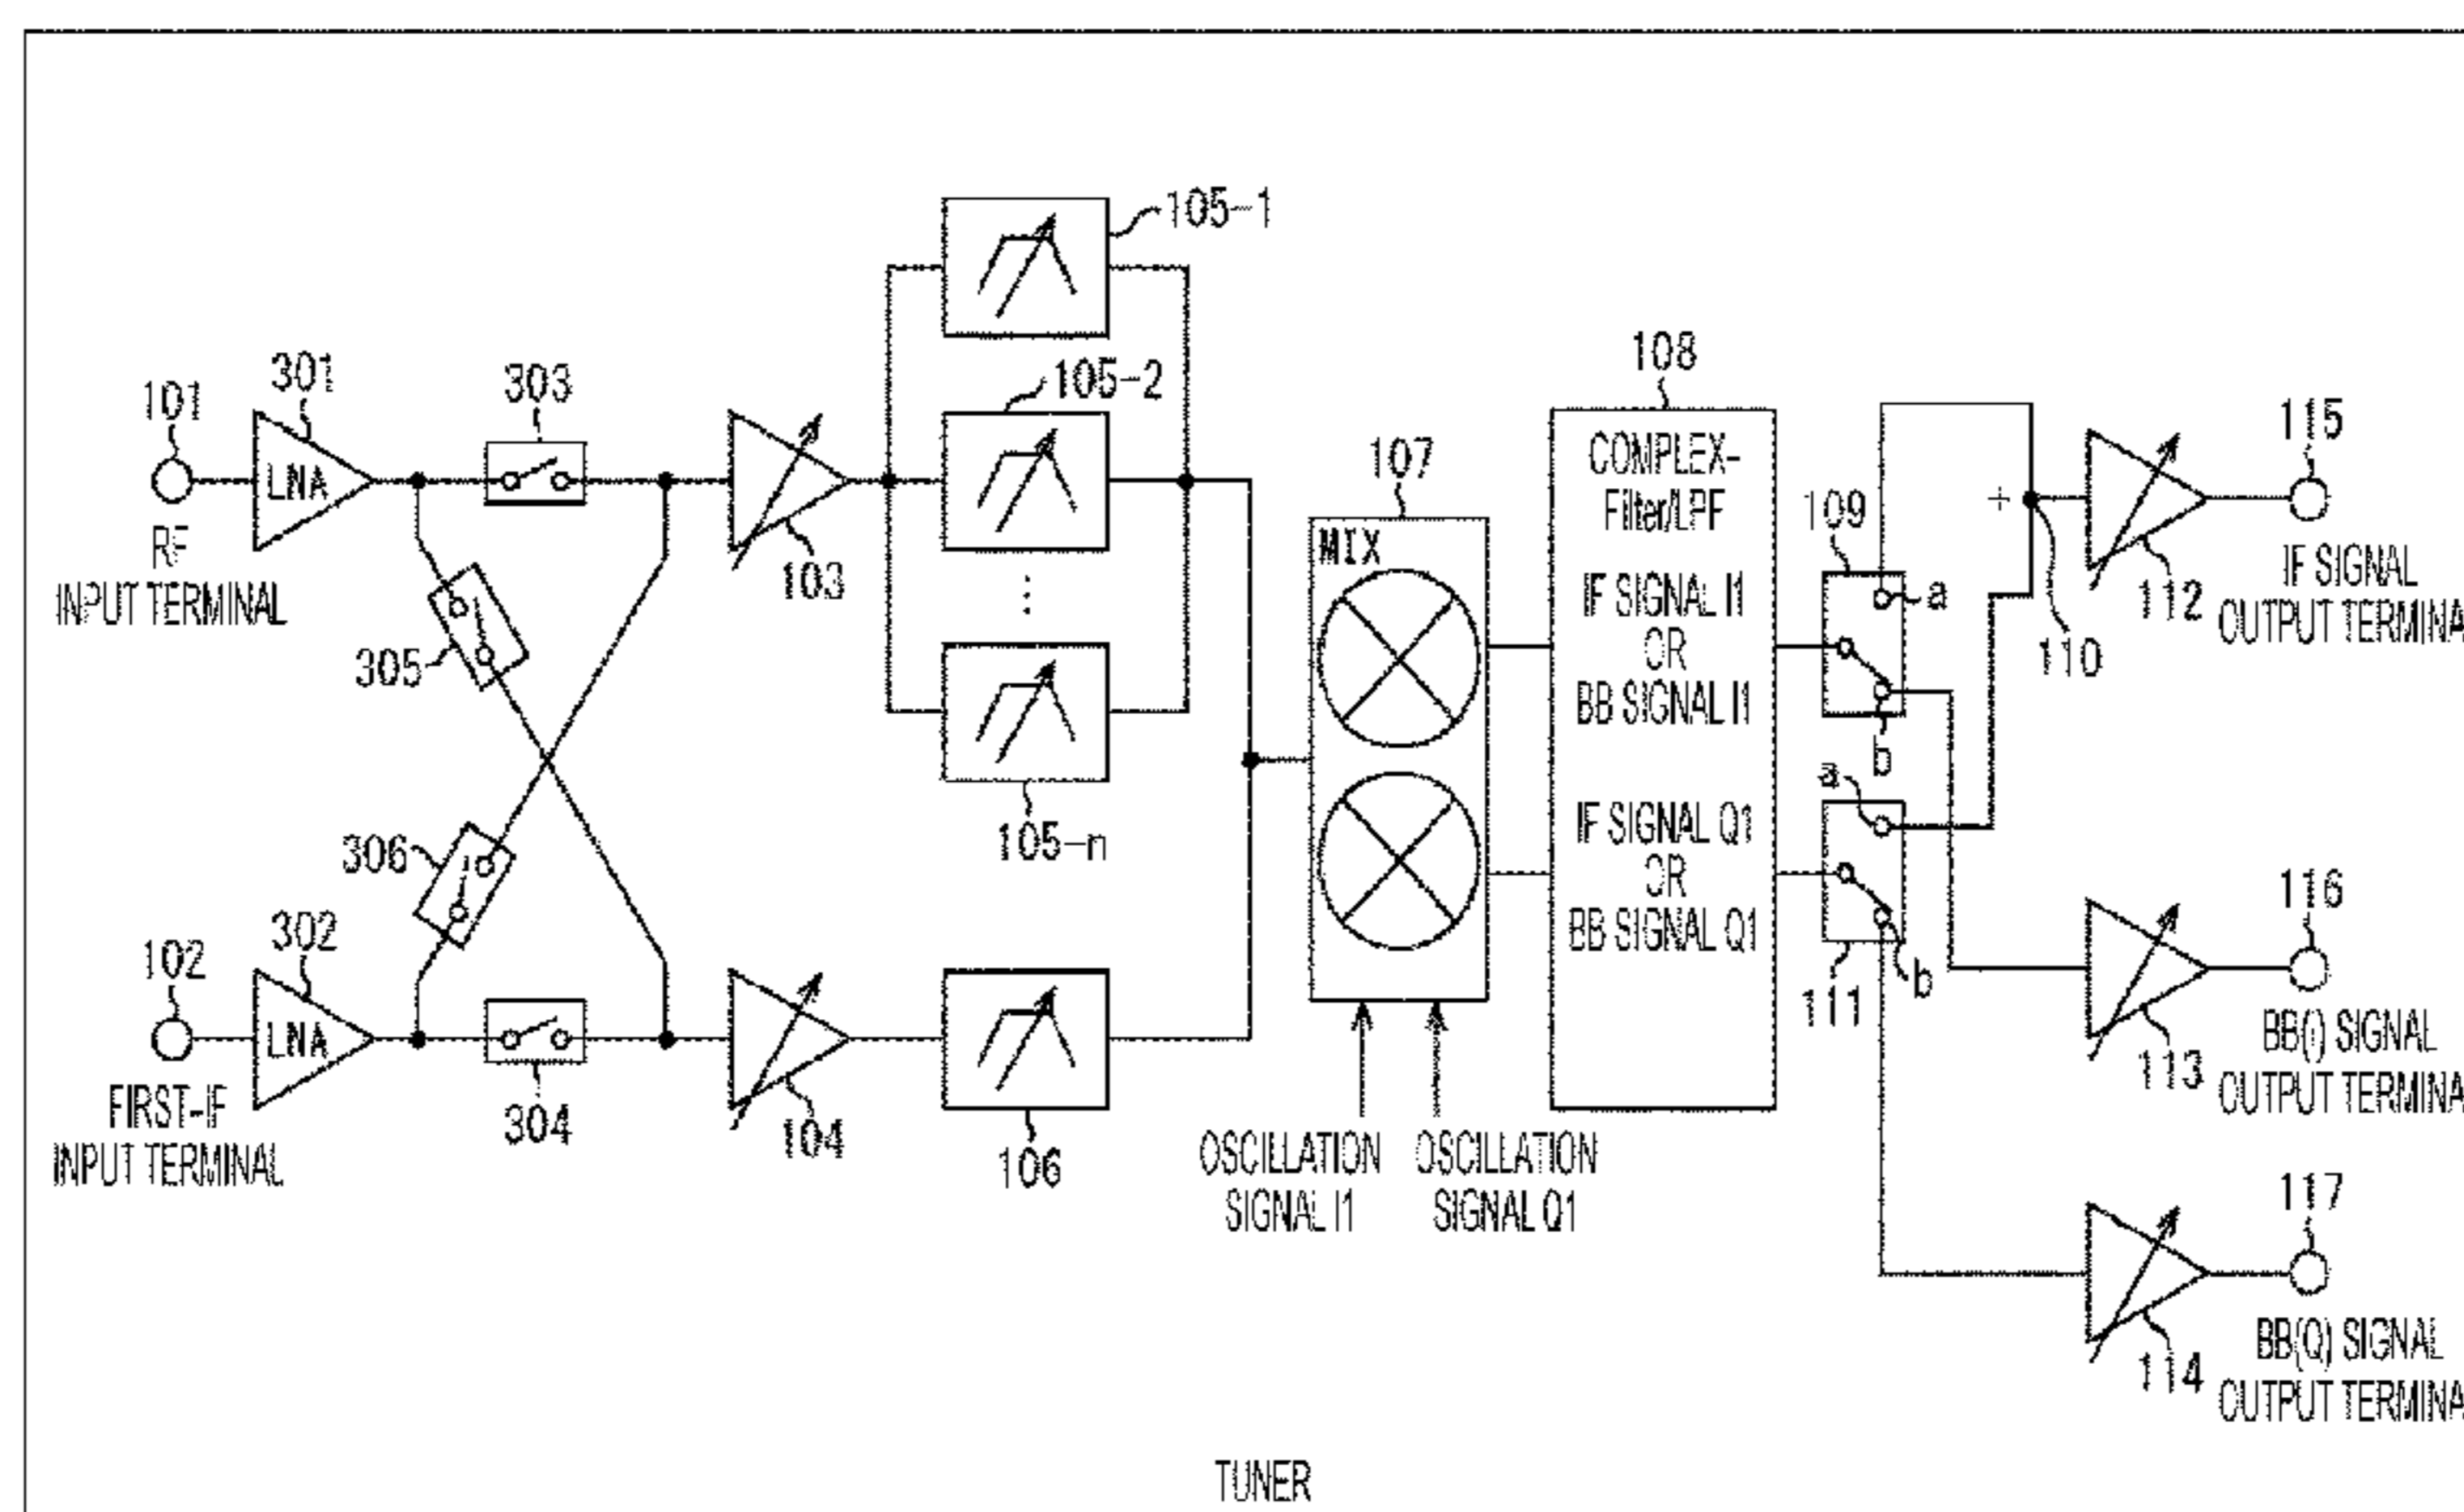 105-1
108
301
303
105-2
101
115
107
COMPLEX-
Filter/LPF
109
LNA
+
RF
INPUT TERMINAL
103
MIX
IF SIGNAL I1
OR
BB SIGNAL I1
a
112
IF SIGNAL
OUTPUT TERMINA
110
305
b
a
306
105-n
IF SIGNAL Q1
OR
BB SIGNAL Q1
116
302
102
b
111
LNA
113
BB(I) SIGNAL
OUTPUT TERMINA
FIRST-IF
INPUT TERMINAL
304
104
106
OSCILLATION
SIGNAL I1
OSCILLATION
SIGNAL Q1
117
114
BB(Q) SIGNAL
OUTPUT TERMINA
TUNER